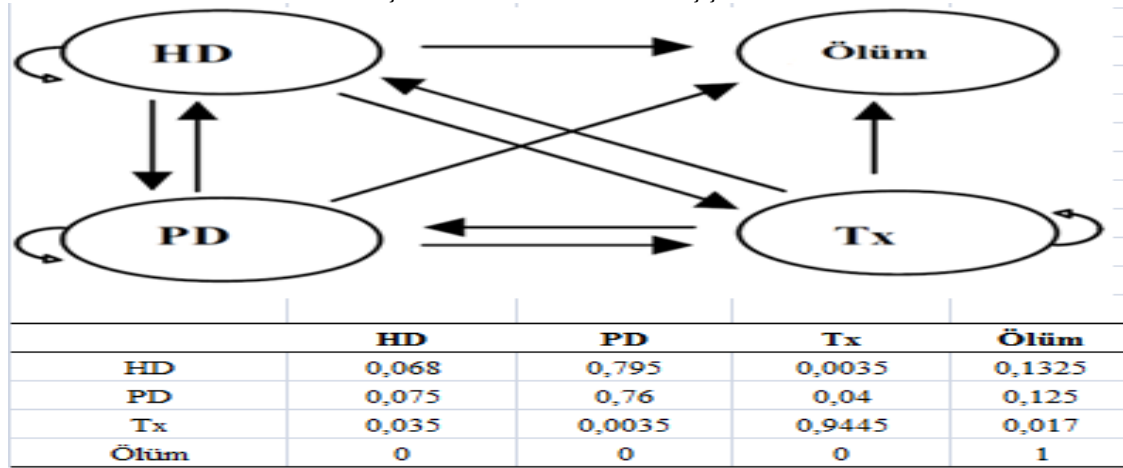 HD Ölüm
PD Tx
HD PD Tx Ölüm
HD 0,068 0,795 0,0035 0,1325
PD 0,075 0,76 0,04 0,125
Tx 0,035 0,0035 0,9445 0,017
Ölüm 0 0 0 1